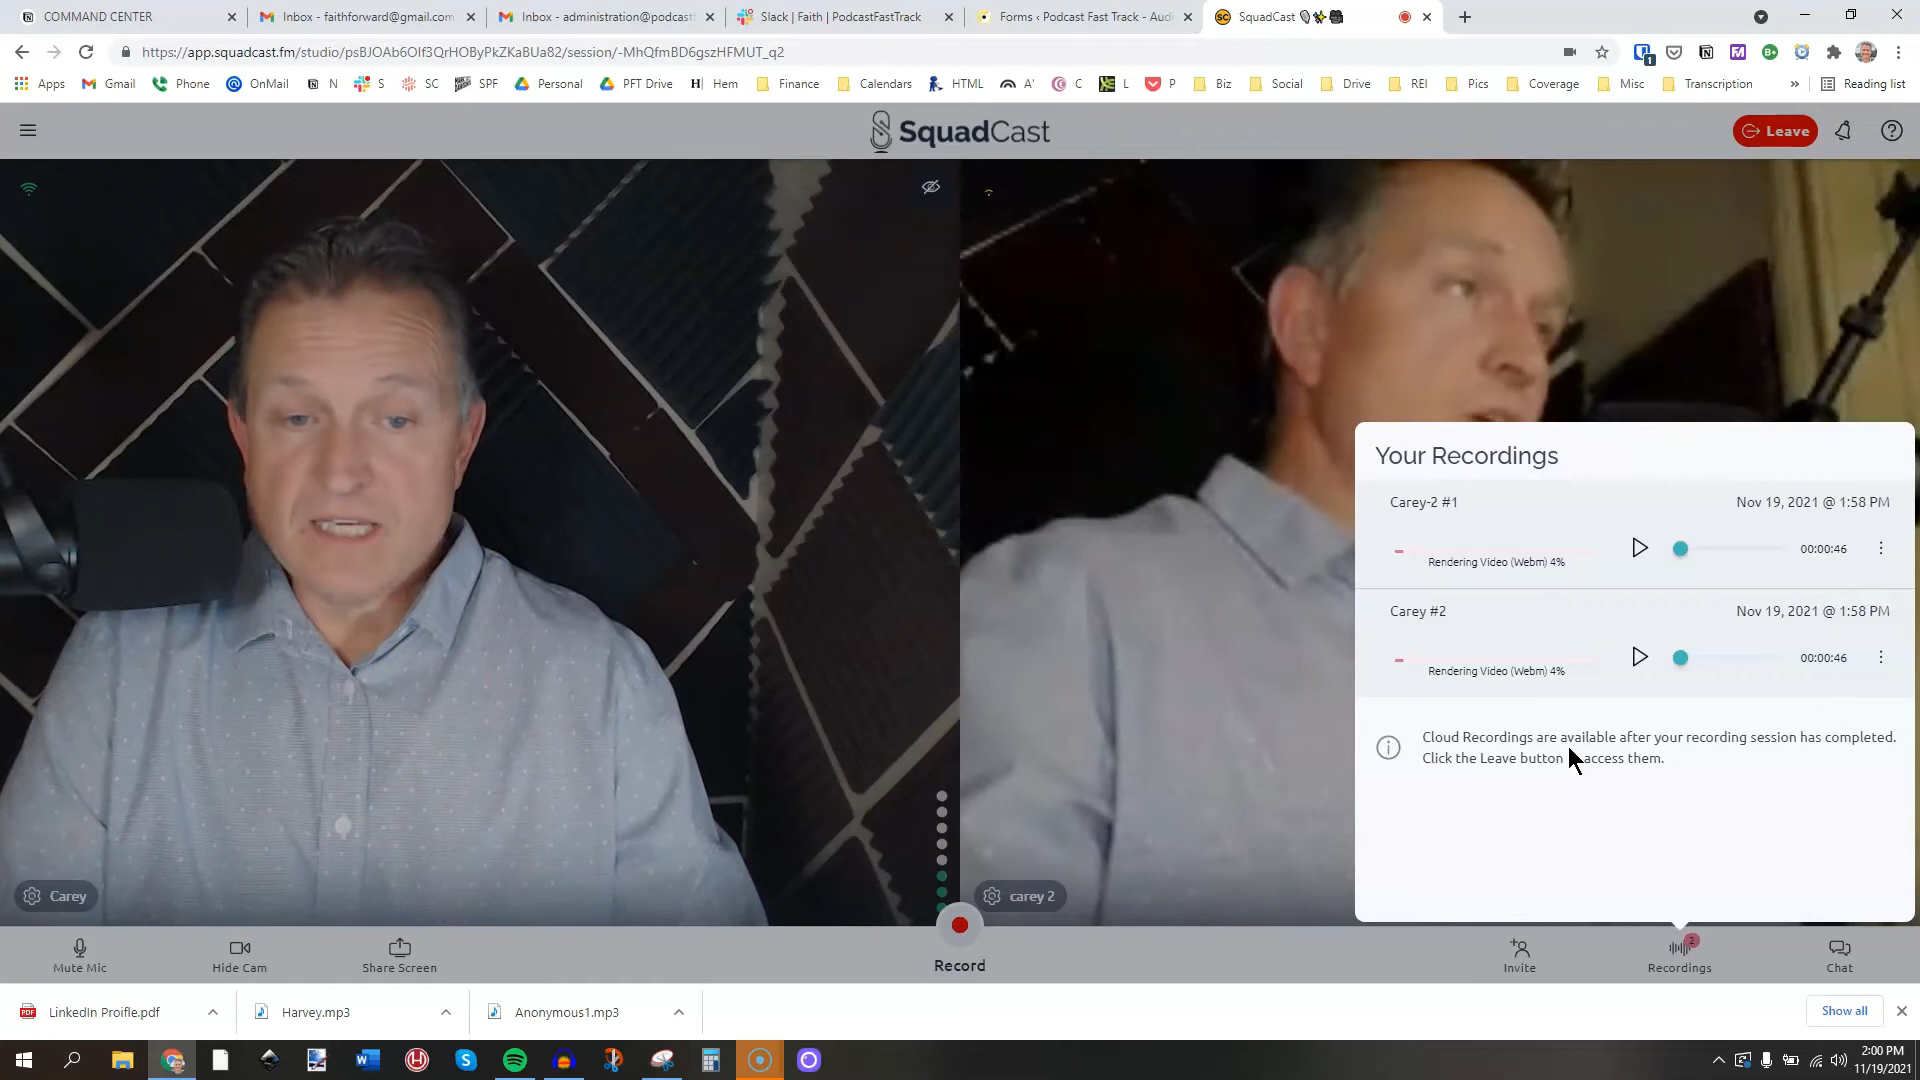 COMMAND CENTER
Inbox - faithforward@gmail.com
Inbox - administration@podcast
Slack | Faith | PodcastFastTrack
Forms ‹ Podcast Fast Track - Audi
SquadCast
https://app.squadcast.fm/studio/psBJOAb6OIf3QrHOByPkZKaBUa82/session/-MhQfmBD6gszHFMUT_q2
Apps Gmail Phone OnMail N S SC SPF Personal PFT Drive Hem Finance Calendars HTML A' C L P Biz Social Drive REI Pics Coverage Misc Transcription » Reading list
SquadCast
Leave
Your Recordings
Carey-2 #1 Nov 19, 2021 @ 1:58 PM
Rendering Video (Webm) 4% 00:00:46
Carey #2 Nov 19, 2021 @ 1:58 PM
Rendering Video (Webm) 4% 00:00:46
Cloud Recordings are available after your recording session has completed.
Click the Leave button access them.
Carey
carey 2
Mute Mic
Hide Cam
Share Screen
Record
Invite
2
Recordings
Chat
LinkedIn Proifle.pdf
Harvey.mp3
Anonymous1.mp3
Show all
2:00 PM
11/19/2021